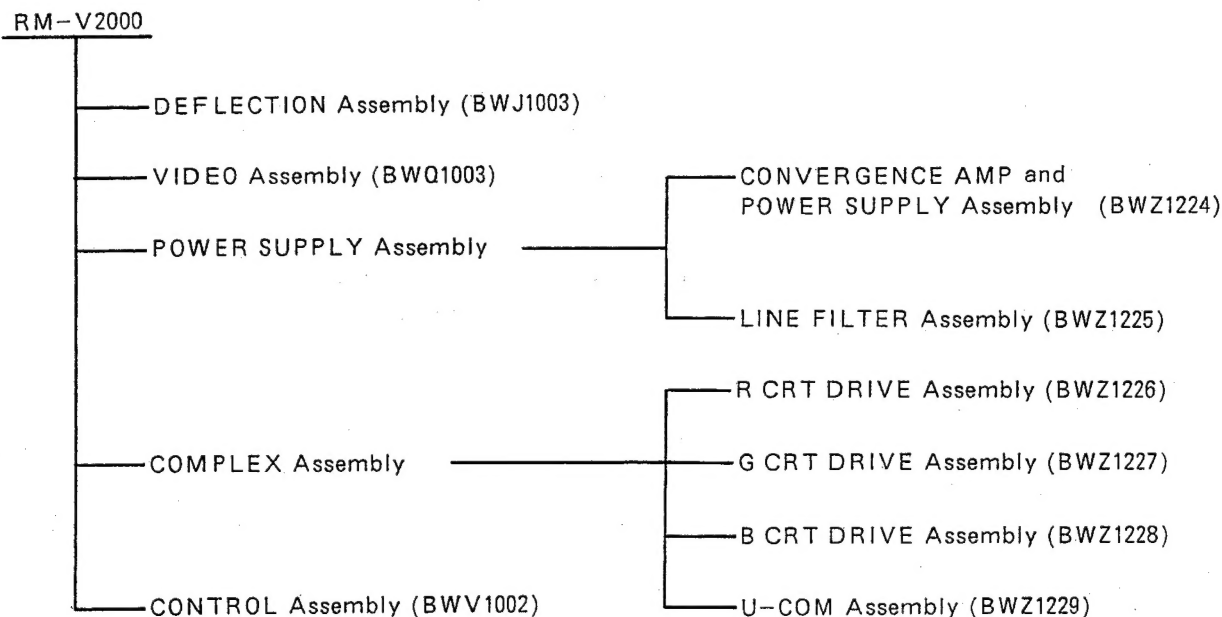 RM-V2000
DEFLECTION Assembly (BWJ1003)
VIDEO Assembly (BWQ1003)
POWER SUPPLY Assembly
CONVERGENCE AMP and
POWER SUPPLY Assembly (BWZ1224)
LINE FILTER Assembly (BWZ1225)
COMPLEX Assembly
R CRT DRIVE Assembly (BWZ1226)
G CRT DRIVE Assembly (BWZ1227)
B CRT DRIVE Assembly (BWZ1228)
U-COM Assembly (BWZ1229)
CONTROL Assembly (BWV1002)